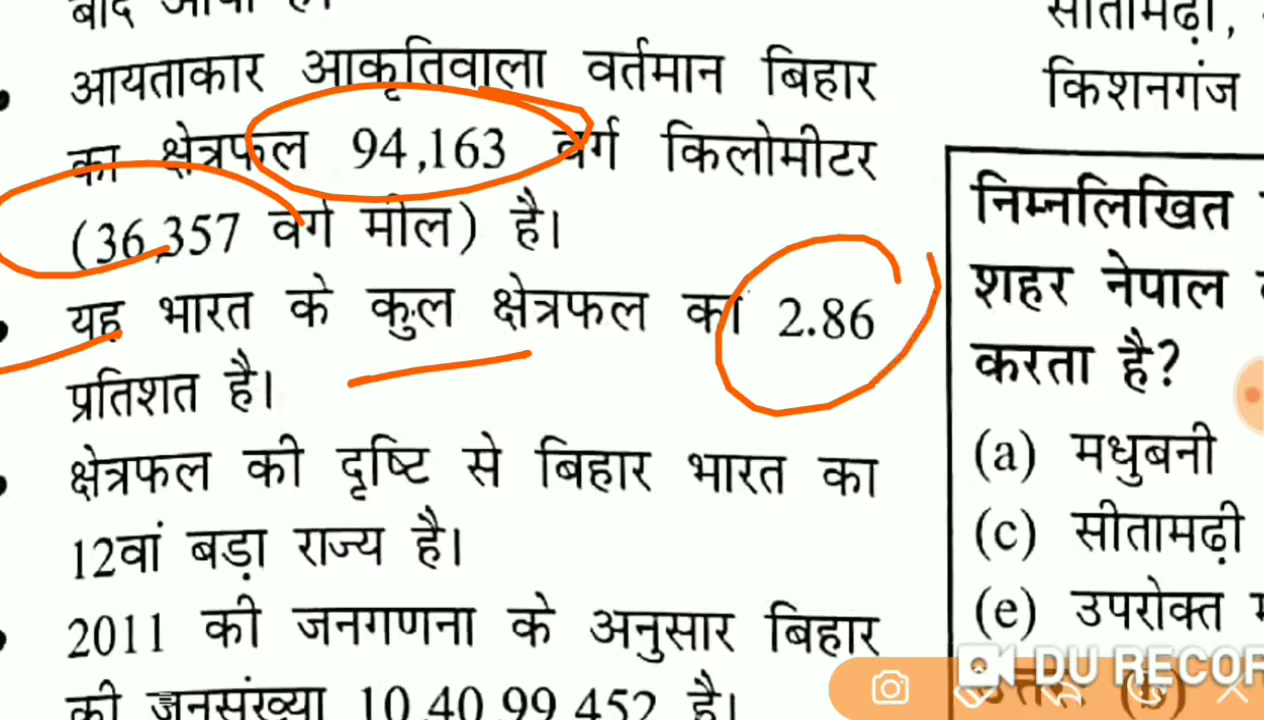 आयताकार आकृतिवाला वर्तमान बिहार
का क्षेत्रफल 94,163 वर्ग किलोमीटर
(36,357 वर्ग मील) है।
यह भारत के कुल क्षेत्रफल का 2.86
प्रतिशत है।
क्षेत्रफल की दृष्टि से बिहार भारत का
12वां बड़ा राज्य है।
2011 की जनगणना के अनुसार बिहार
की जनसंख्या 10,40,99,452 है।
सीतामढ़ी,
किशनगंज
निम्नलिखित
शहर नेपाल
करता है?
(a) मधुबनी
(c) सीतामढ़ी
(e) उपरोक्त
DU RECOR